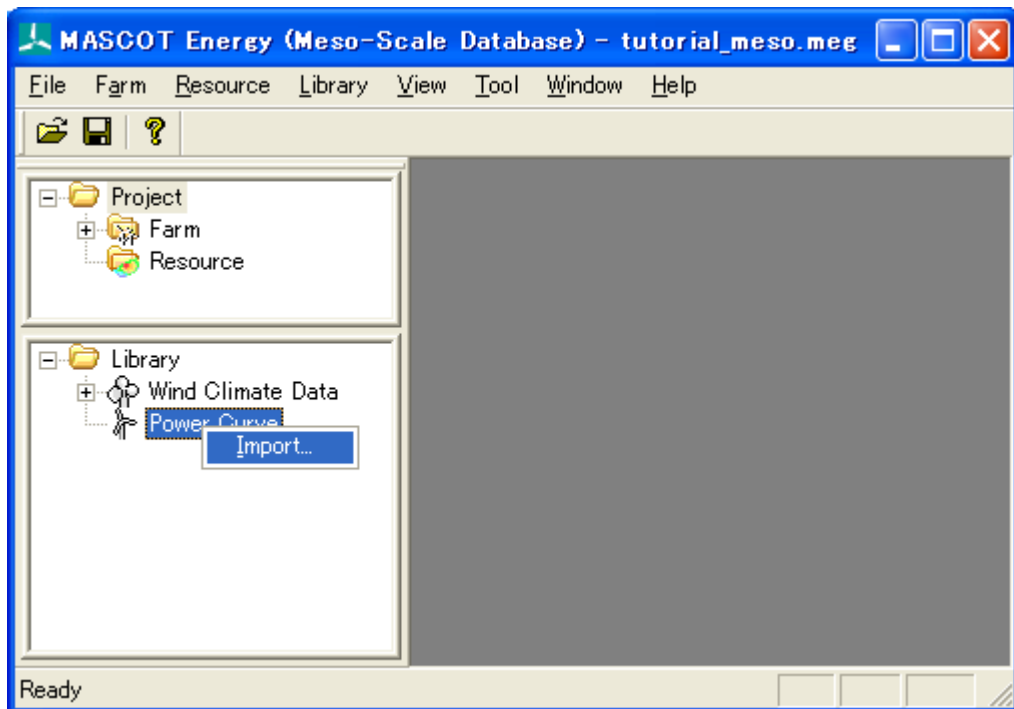 MASCOT Energy (Meso-Scale Database) - tutorial_meso.meg
File Farm Resource Library View Tool Window Help
Project
Farm
Resource
Library
Wind Climate Data
Power Curve
Import...
Ready